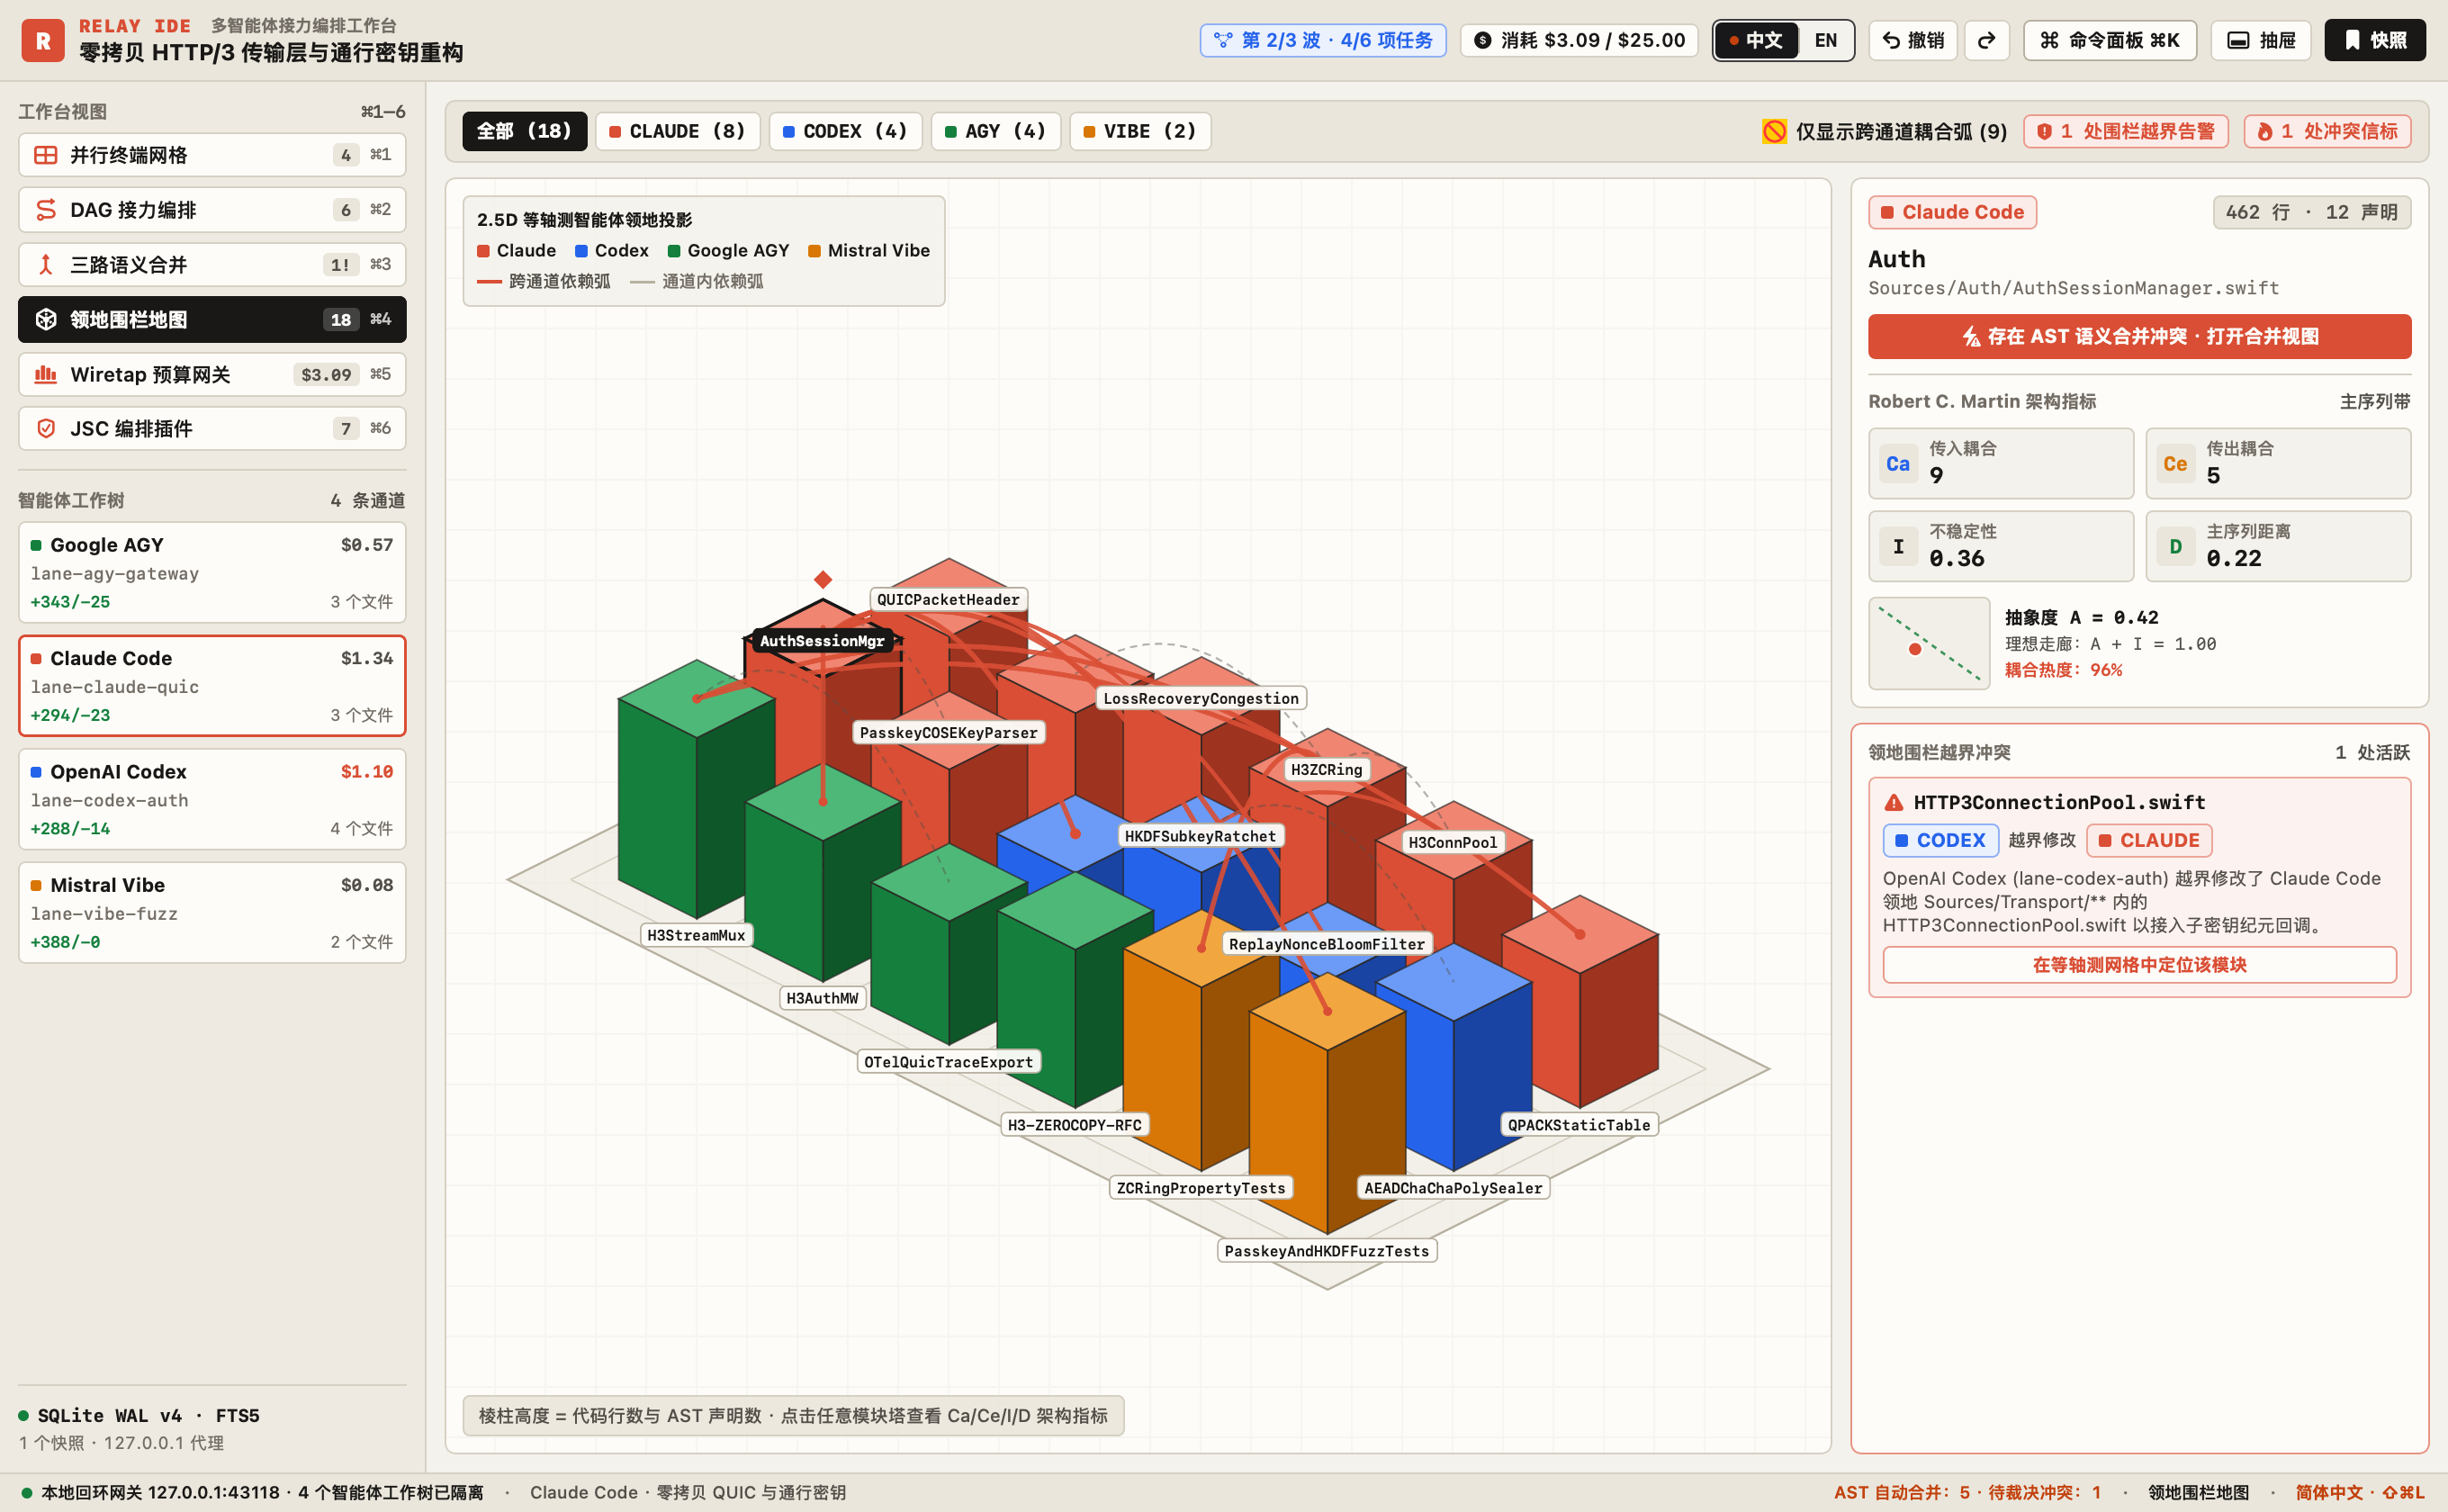 R
RELAY IDE 多智能体接力编排工作台
零拷贝 HTTP/3 传输层与通行密钥重构
第 2/3 波 · 4/6 项任务
消耗 $3.09 / $25.00
中文 EN
撤销
命令面板 ⌘K
抽屉
快照
工作台视图 ⌘1–6
并行终端网格 4 ⌘1
DAG 接力编排 6 ⌘2
三路语义合并 1! ⌘3
领地围栏地图 18 ⌘4
Wiretap 预算网关 $3.09 ⌘5
JSC 编排插件 7 ⌘6
智能体工作树 4 条通道
Google AGY $0.57
lane-agy-gateway
+343/−25 3 个文件
Claude Code $1.34
lane-claude-quic
+294/−23 3 个文件
OpenAI Codex $1.10
lane-codex-auth
+288/−14 4 个文件
Mistral Vibe $0.08
lane-vibe-fuzz
+388/−0 2 个文件
SQLite WAL v4 · FTS5
1 个快照 · 127.0.0.1 代理
全部 (18)
CLAUDE (8)
CODEX (4)
AGY (4)
VIBE (2)
仅显示跨通道耦合弧 (9)
1 处围栏越界告警
1 处冲突信标
2.5D 等轴测智能体领地投影
Claude Codex Google AGY Mistral Vibe
跨通道依赖弧 通道内依赖弧
QUICPacketHeader
AuthSessionMgr
LossRecoveryCongestion
PasskeyCOSEKeyParser
H3ZCRing
HKDFSubkeyRatchet
H3ConnPool
H3StreamMux
ReplayNonceBloomFilter
H3AuthMW
OTelQuicTraceExport
H3-ZEROCOPY-RFC
QPACKStaticTable
ZCRingPropertyTests
AEADChaChaPolySealer
PasskeyAndHKDFFuzzTests
棱柱高度 = 代码行数与 AST 声明数 · 点击任意模块塔查看 Ca/Ce/I/D 架构指标
Claude Code 462 行 · 12 声明
Auth
Sources/Auth/AuthSessionManager.swift
存在 AST 语义合并冲突 · 打开合并视图
Robert C. Martin 架构指标 主序列带
Ca 传入耦合 9
Ce 传出耦合 5
I 不稳定性 0.36
D 主序列距离 0.22
抽象度 A = 0.42
理想走廊: A + I = 1.00
耦合热度: 96%
领地围栏越界冲突 1 处活跃
HTTP3ConnectionPool.swift
CODEX 越界修改 CLAUDE
OpenAI Codex (lane-codex-auth) 越界修改了 Claude Code
领地 Sources/Transport/** 内的
HTTP3ConnectionPool.swift 以接入子密钥纪元回调。
在等轴测网格中定位该模块
本地回环网关 127.0.0.1:43118 · 4 个智能体工作树已隔离 · Claude Code · 零拷贝 QUIC 与通行密钥
AST 自动合并: 5 · 待裁决冲突: 1 · 领地围栏地图 · 简体中文 · ⇧⌘L